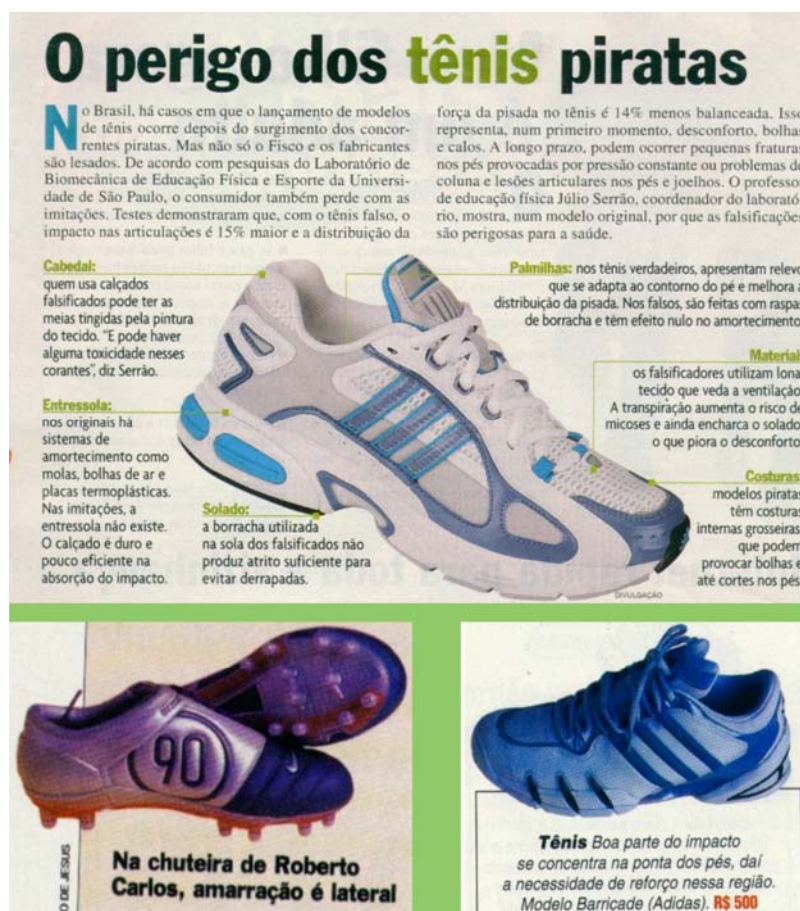 O perigo dos tênis piratas
No Brasil, há casos em que o lançamento de modelos
de tênis ocorre depois do surgimento dos concor-
rentes piratas. Mas não só o Fisco e os fabricantes
são lesados. De acordo com pesquisas do Laboratório de
Biomecânica de Educação Física e Esporte da Universi-
dade de São Paulo, o consumidor também perde com as
imitações. Testes demonstraram que, com o tênis falso, o
impacto nas articulações é 15% maior e a distribuição da
força da pisada no tênis é 14% menos balanceada. Isso
representa, num primeiro momento, desconforto, bolhas
e calos. A longo prazo, podem ocorrer pequenas fraturas
nos pés provocadas por pressão constante ou problemas de
coluna e lesões articulares nos pés e joelhos. O professor
de educação física Júlio Serrão, coordenador do laborató-
rio, mostra, num modelo original, por que as falsificações
são perigosas para a saúde.
Cabedal:
quem usa calçados
falsificados pode ter as
meias tingidas pela pintura
do tecido. "E pode haver
alguma toxicidade nesses
corantes", diz Serrão.
Entressola:
nos originais há
sistemas de
amortecimento como
molas, bolhas de ar e
placas termoplásticas.
Nas imitações, a
entressola não existe.
O calçado é duro e
pouco eficiente na
absorção do impacto.
Solado:
a borracha utilizada
na sola dos falsificados não
produz atrito suficiente para
evitar derrapadas.
Palmilhas: nos tênis verdadeiros, apresentam relevo
que se adapta ao contorno do pé e melhora a
distribuição da pisada. Nos falsos, são feitas com raspas
de borracha e têm efeito nulo no amortecimento
Material:
os falsificadores utilizam lona
tecido que veda a ventilação
A transpiração aumenta o risco de
micoses e ainda encharca o solado
o que piora o desconforto
Costuras:
modelos piratas
têm costuras
internas grosseiras
que podem
provocar bolhas e
até cortes nos pés
DIVULGAÇÃO
90
O DE JESUS
Na chuteira de Roberto
Carlos, amarração é lateral
Tênis Boa parte do impacto
se concentra na ponta dos pés, daí
a necessidade de reforço nessa região.
Modelo Barricade (Adidas). R$ 500